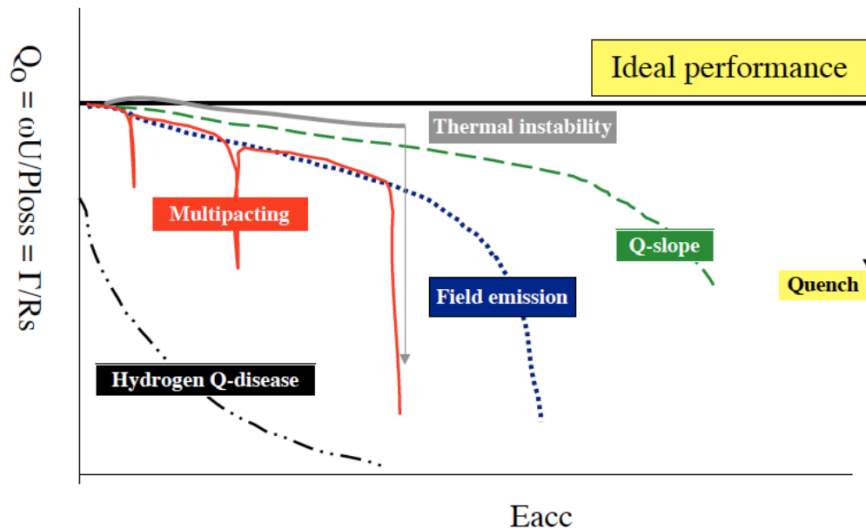 Ideal performance
Q₀ = ωU/Ploss = Γ/Rs
Thermal instability
Multipacting
Q-slope
Quench
Field emission
Hydrogen Q-disease
Eacc